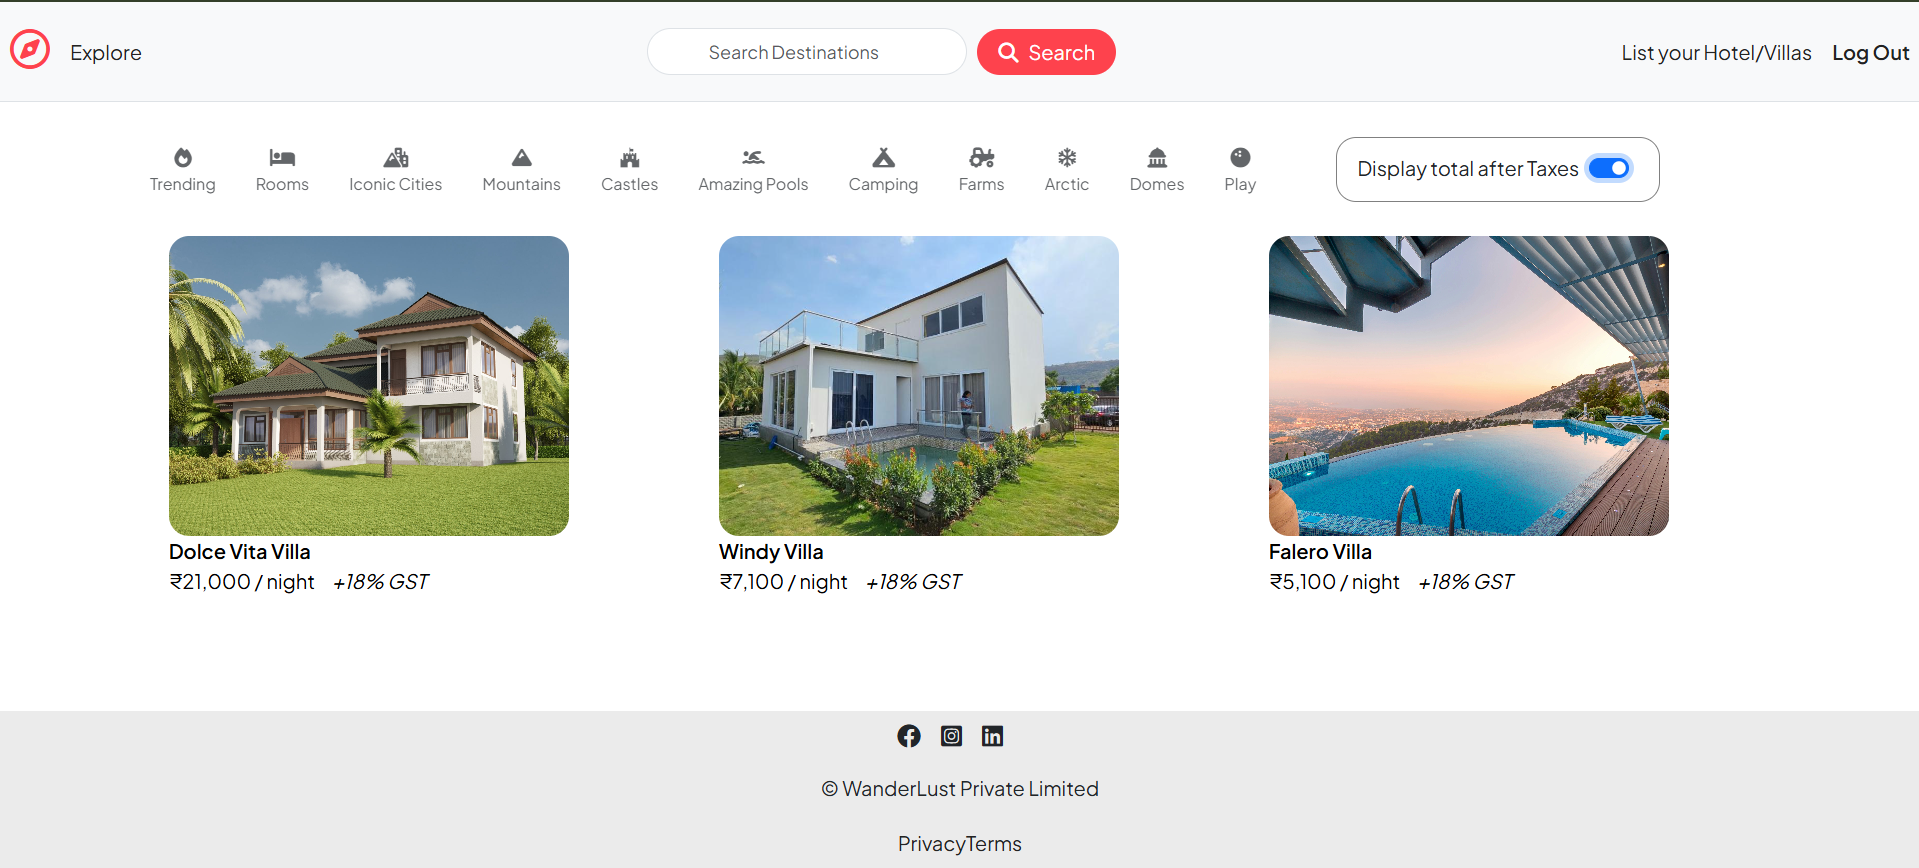 Explore
Search Destinations
Search
List your Hotel/Villas
Log Out
Trending
Rooms
Iconic Cities
Mountains
Castles
Amazing Pools
Camping
Farms
Arctic
Domes
Play
Display total after Taxes
Dolce Vita Villa
₹21,000 / night +18% GST
Windy Villa
₹7,100 / night +18% GST
Falero Villa
₹5,100 / night +18% GST
© WanderLust Private Limited
PrivacyTerms